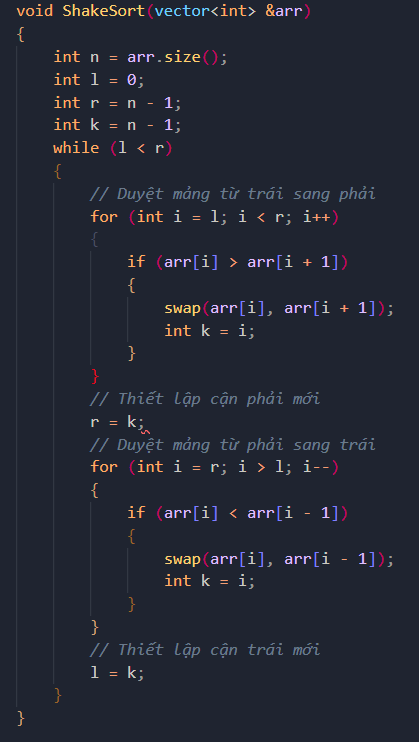 void ShakeSort(vector<int> &arr)
{
    int n = arr.size();
    int l = 0;
    int r = n - 1;
    int k = n - 1;
    while (l < r)
    {
        // Duyệt mảng từ trái sang phải
        for (int i = l; i < r; i++)
        {
            if (arr[i] > arr[i + 1])
            {
                swap(arr[i], arr[i + 1]);
                int k = i;
            }
        }
        // Thiết lập cận phải mới
        r = k;
        // Duyệt mảng từ phải sang trái
        for (int i = r; i > l; i--)
        {
            if (arr[i] < arr[i - 1])
            {
                swap(arr[i], arr[i - 1]);
                int k = i;
            }
        }
        // Thiết lập cận trái mới
        l = k;
    }
}